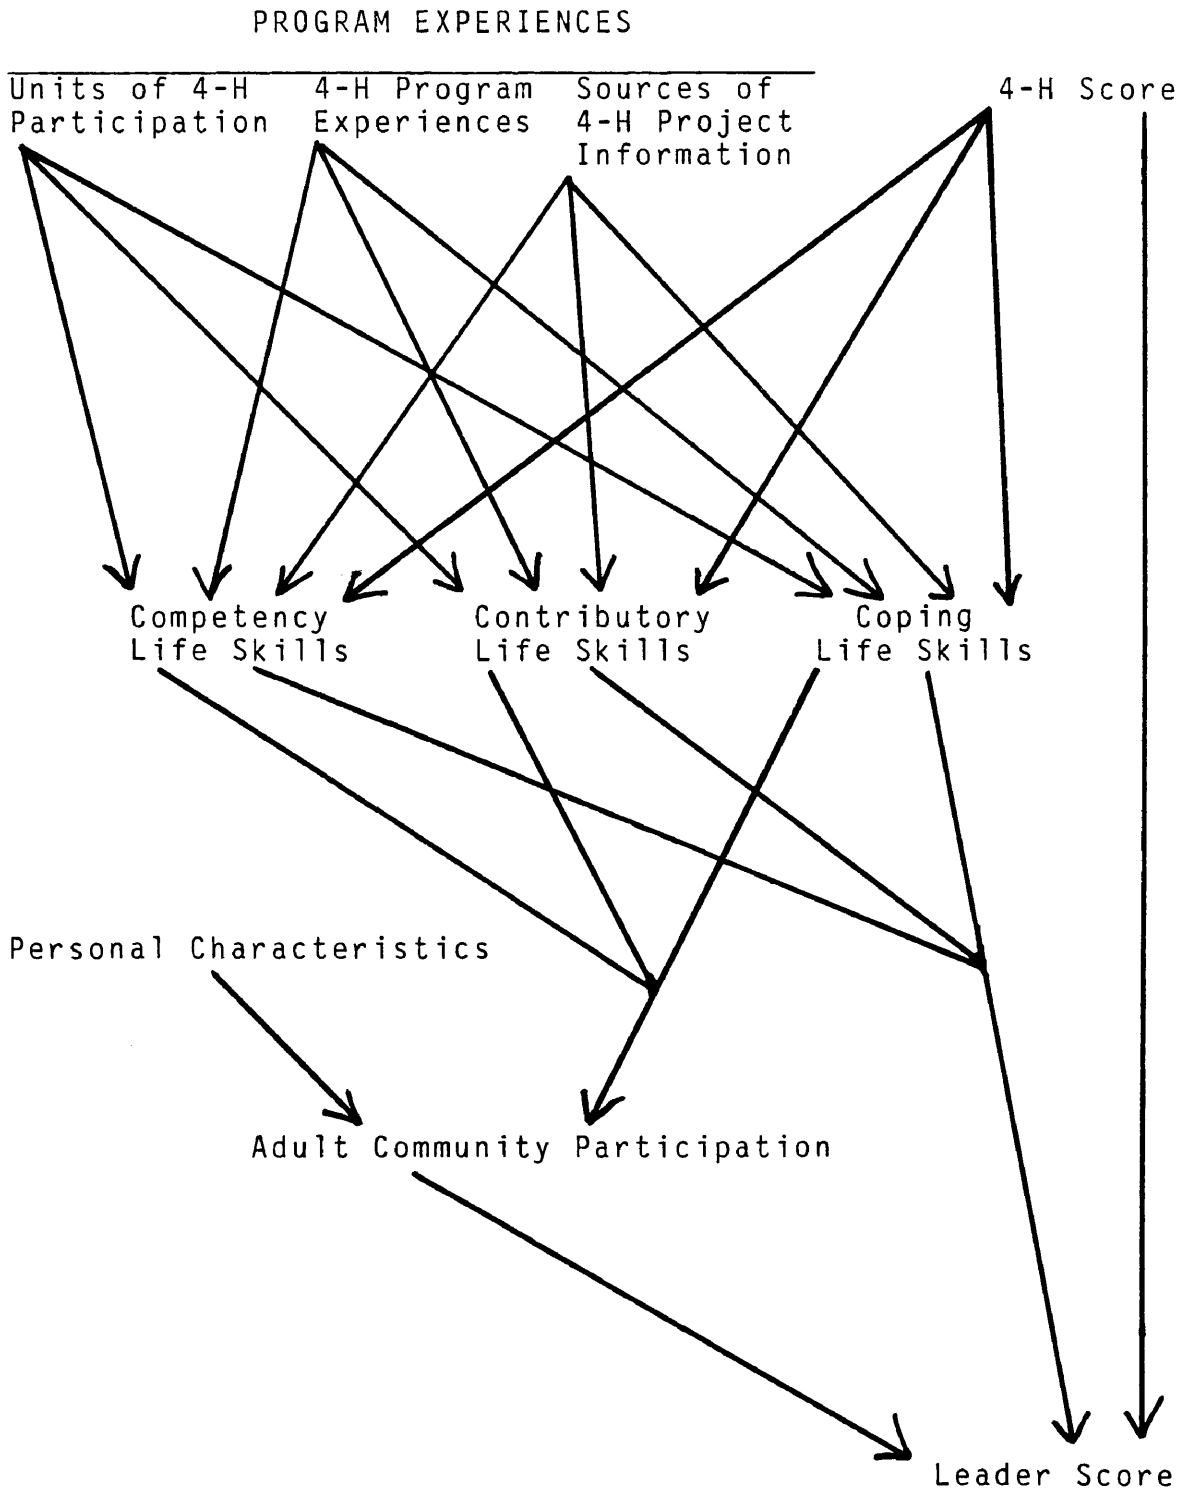 PROGRAM EXPERIENCES
Units of 4-H
Participation
4-H Program
Experiences
Sources of
4-H Project
Information
4-H Score
Competency
Life Skills
Contributory
Life Skills
Coping
Life Skills
Personal Characteristics
Adult Community Participation
Leader Score